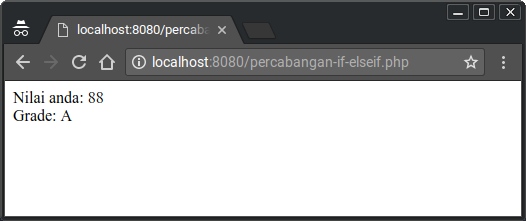 localhost:8080/percaba
localhost:8080/percabangan-if-elseif.php
Nilai anda: 88
Grade: A